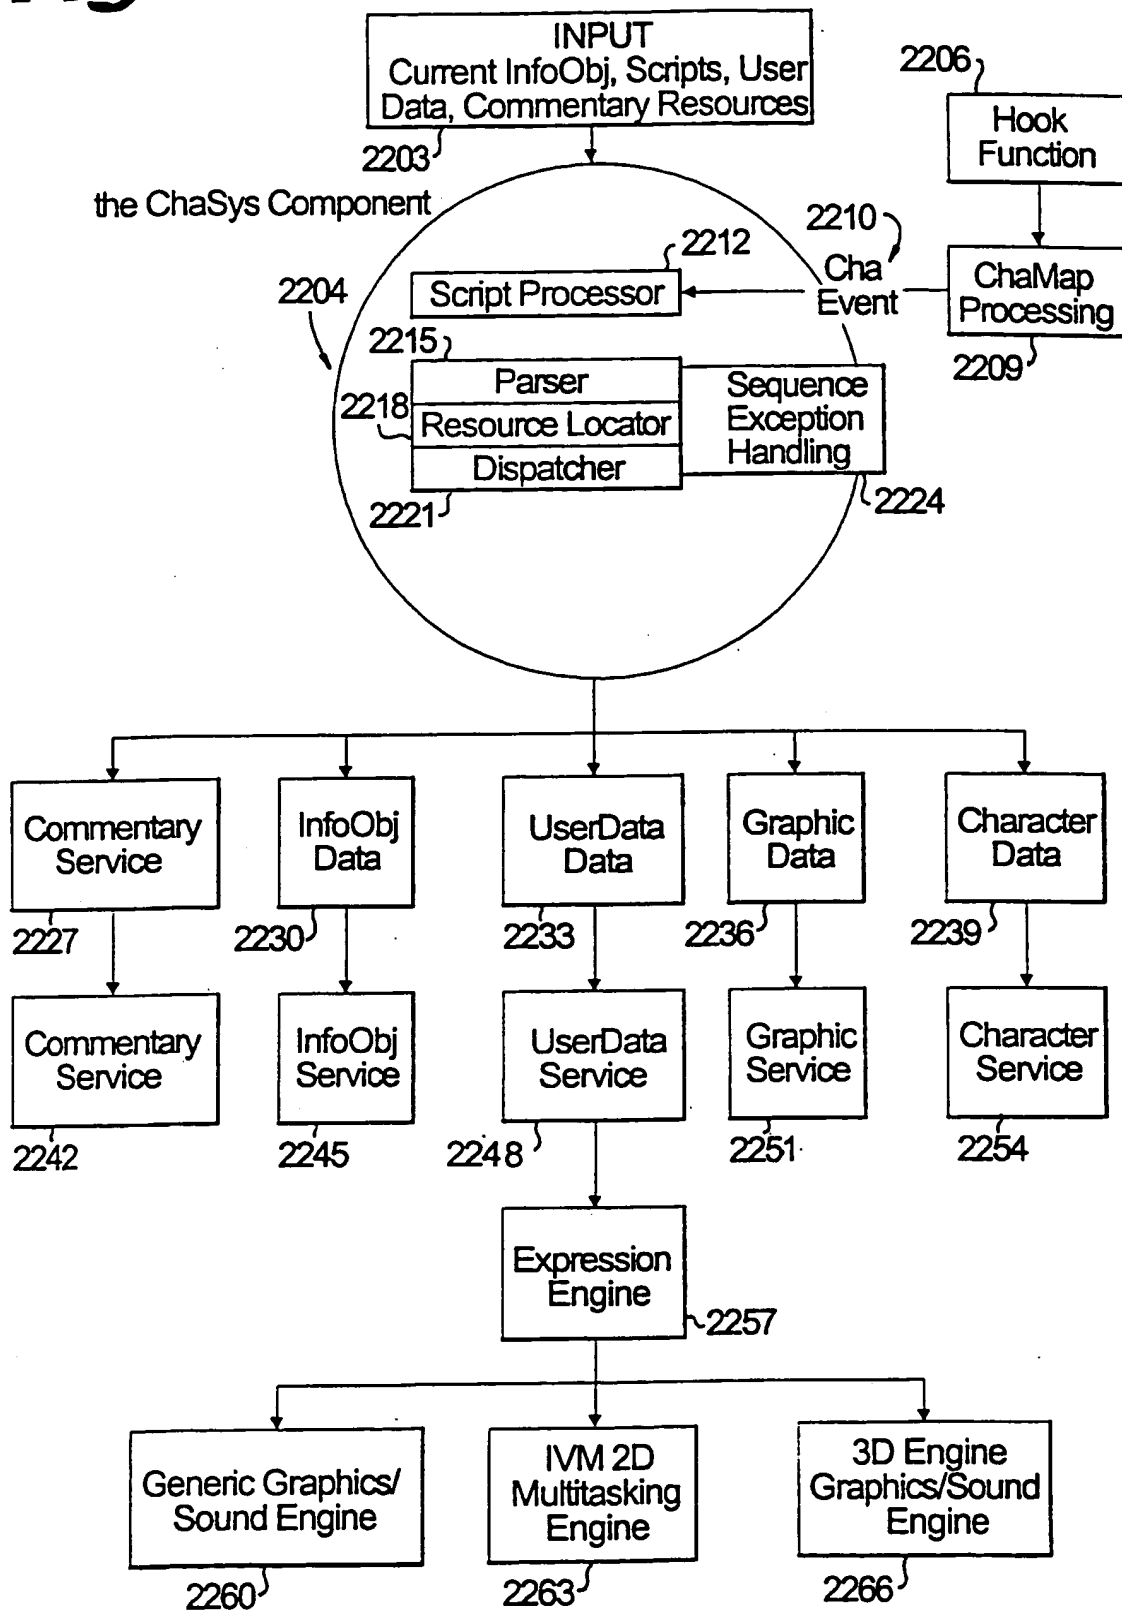 INPUT
Current InfoObj, Scripts, User
Data, Commentary Resources
2203
2206
Hook
Function
the ChaSys Component
2210
2212
Cha
Event
ChaMap
Processing
2209
2204
Script Processor
2215
Parser
2218
Resource Locator
Dispatcher
2221
Sequence
Exception
Handling
2224
Commentary
Service
2227
InfoObj
Data
2230
UserData
Data
2233
Graphic
Data
2236
Character
Data
2239
Commentary
Service
2242
InfoObj
Service
2245
UserData
Service
2248
Graphic
Service
2251
Character
Service
2254
Expression
Engine
2257
Generic Graphics/
Sound Engine
2260
IVM 2D
Multitasking
Engine
2263
3D Engine
Graphics/Sound
Engine
2266